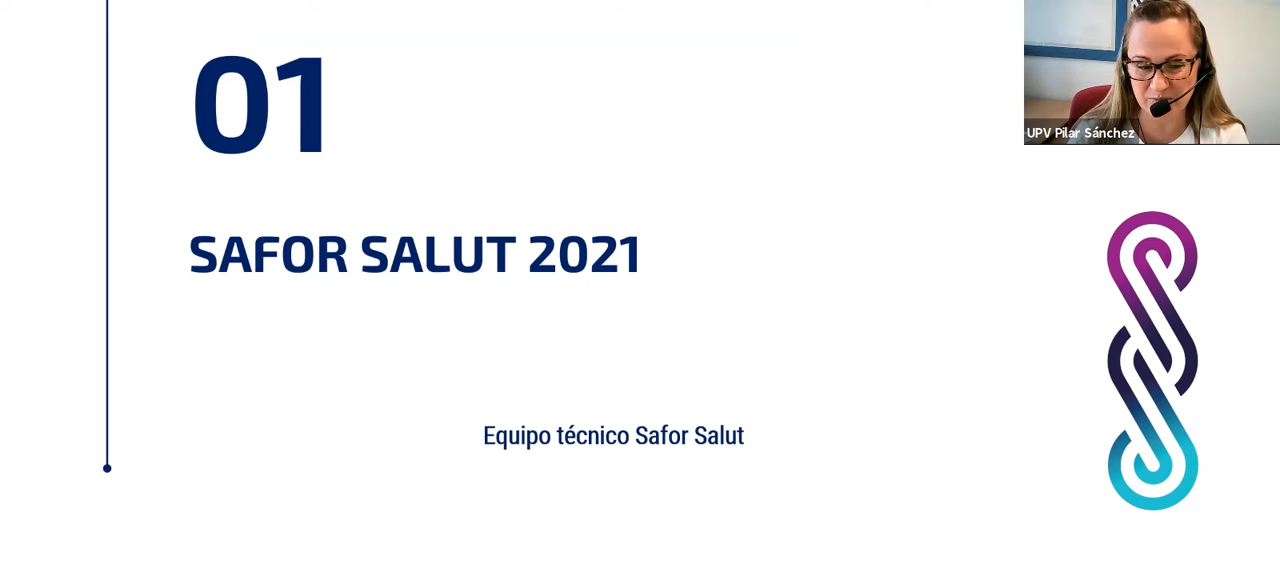 01
UPV Pilar Sánchez
SAFOR SALUT 2021
Equipo técnico Safor Salut